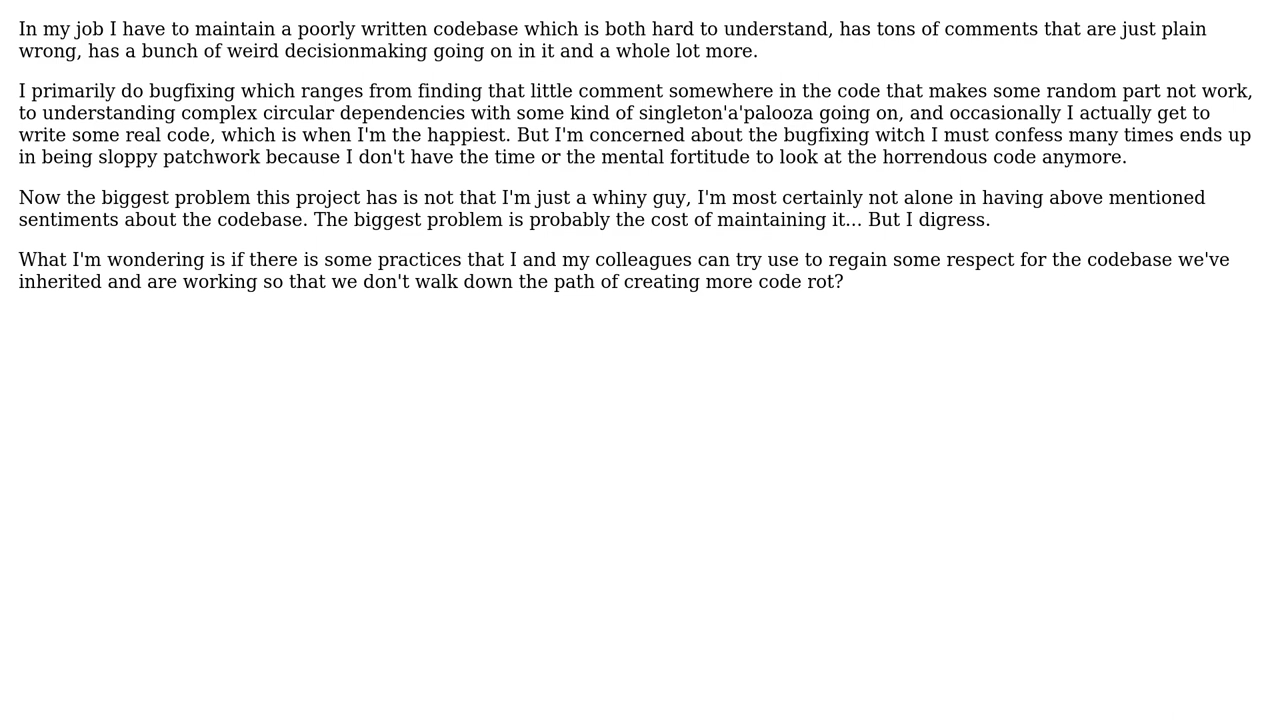 In my job I have to maintain a poorly written codebase which is both hard to understand, has tons of comments that are just plain
wrong, has a bunch of weird decisionmaking going on in it and a whole lot more.
I primarily do bugfixing which ranges from finding that little comment somewhere in the code that makes some random part not work,
to understanding complex circular dependencies with some kind of singleton'a'palooza going on, and occasionally I actually get to
write some real code, which is when I'm the happiest. But I'm concerned about the bugfixing witch I must confess many times ends up
in being sloppy patchwork because I don't have the time or the mental fortitude to look at the horrendous code anymore.
Now the biggest problem this project has is not that I'm just a whiny guy, I'm most certainly not alone in having above mentioned
sentiments about the codebase. The biggest problem is probably the cost of maintaining it... But I digress.
What I'm wondering is if there is some practices that I and my colleagues can try use to regain some respect for the codebase we've
inherited and are working so that we don't walk down the path of creating more code rot?